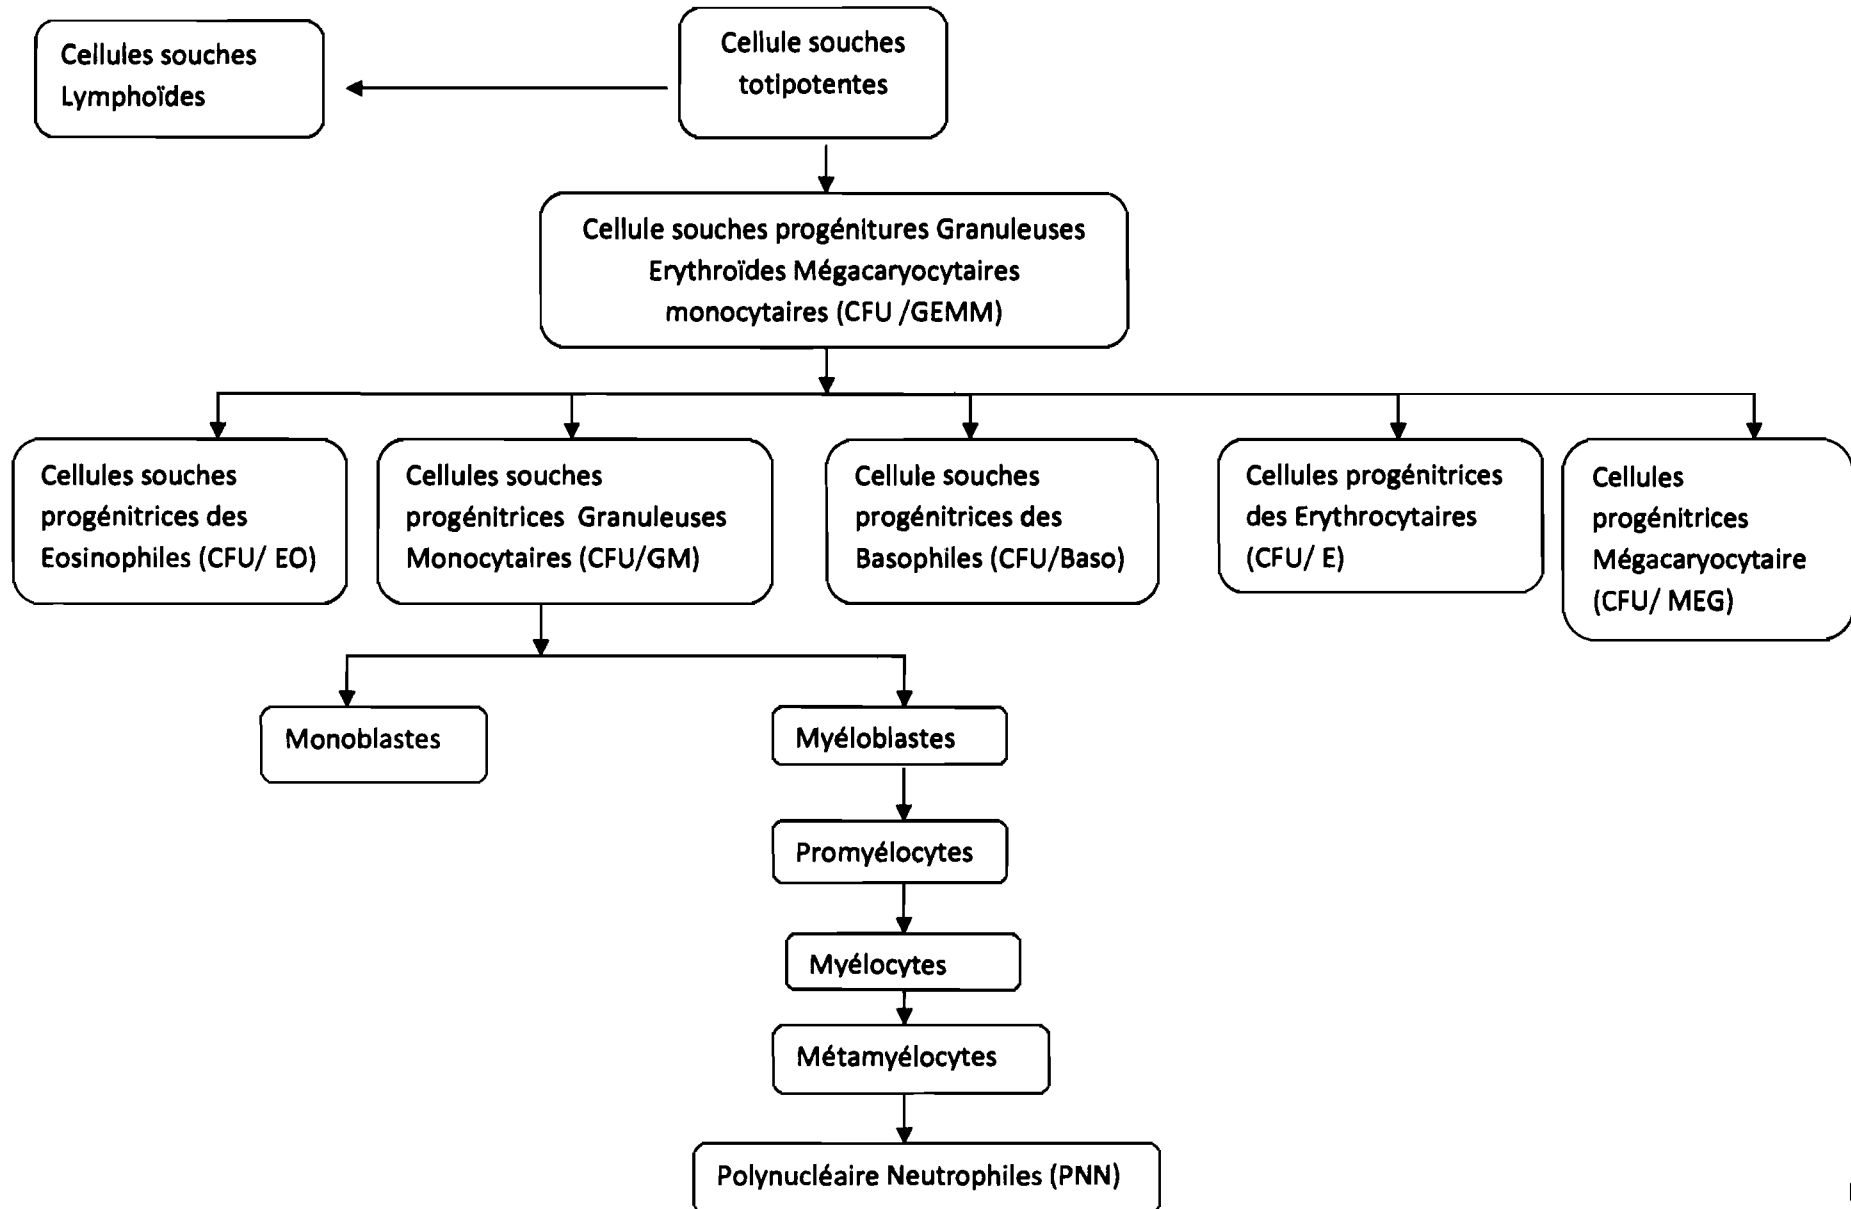 Cellules souches
Lymphoïdes
Cellule souches
totipotentes
Cellule souches progénitures Granuleuses
Erythroïdes Mégacaryocytaires
monocytaires (CFU /GEMM)
Cellules souches
progénitrices des
Eosinophiles (CFU/ EO)
Cellules souches
progénitrices Granuleuses
Monocytaires (CFU/GM)
Cellule souches
progénitrices des
Basophiles (CFU/Baso)
Cellules progénitrices
des Erythrocytaires
(CFU/ E)
Cellules
progénitrices
Mégacaryocytaire
(CFU/ MEG)
Monoblastes
Myéloblastes
Promyélocytes
Myélocytes
Métamyélocytes
Polynucléaire Neutrophiles (PNN)